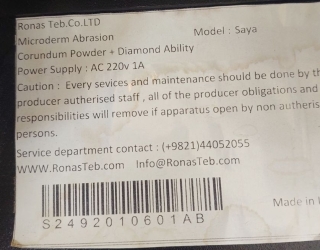 Ronas Teb.Co.LTD
Microderm Abrasion Model : Saya
Corundum Powder + Diamond Ability
Power Supply : AC 220v 1A
Caution : Every sevices and maintenance should be done by th
producer autherised staff , all of the producer obligations and
responsibilities will remove if apparatus open by non autheris
persons.
Service department contact : (+9821)44052055
WWW.RonasTeb.com Info@RonasTeb.com
Made in
S2492010601AB